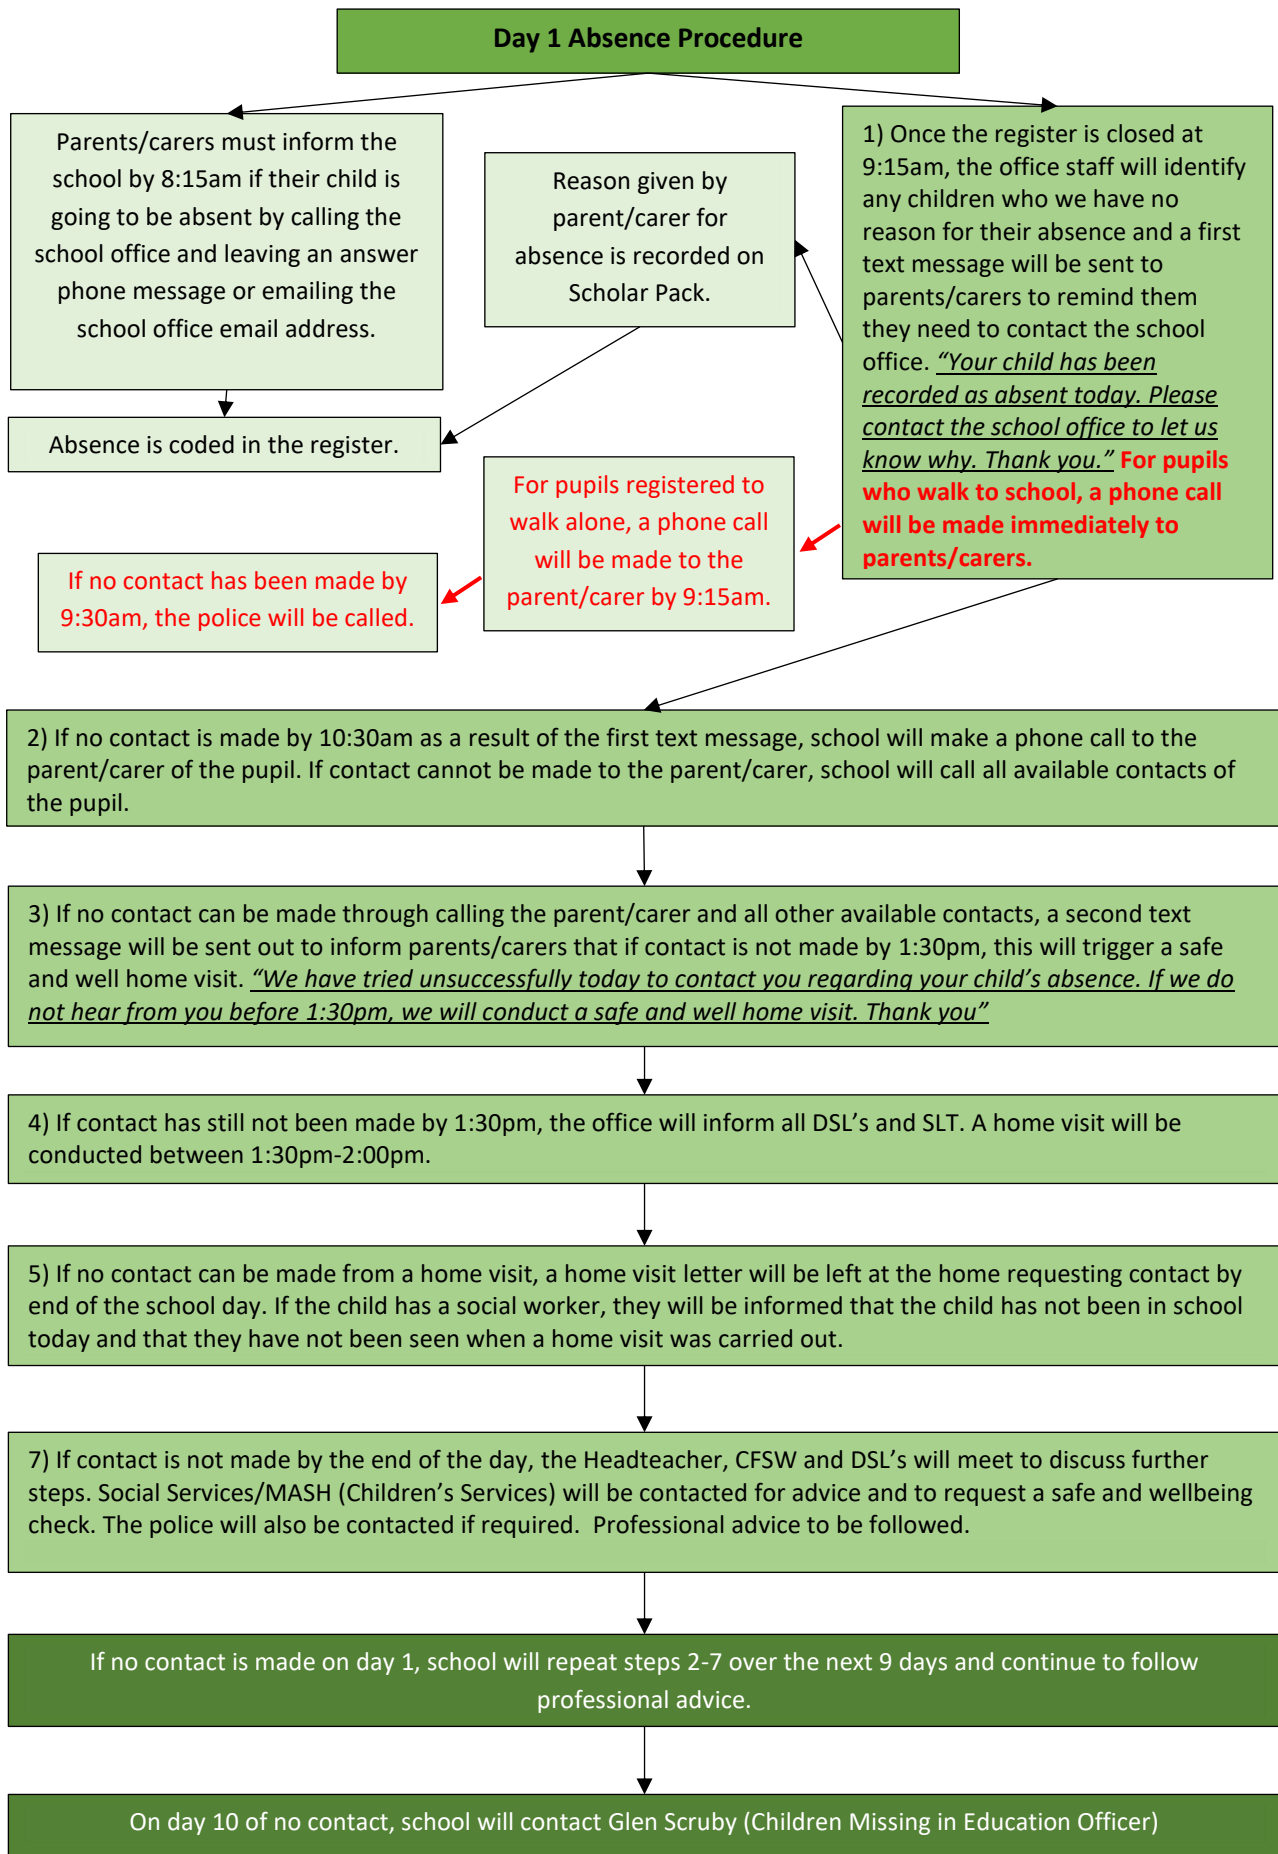 Day 1 Absence Procedure
Parents/carers must inform the
school by 8:15am if their child is
going to be absent by calling the
school office and leaving an answer
phone message or emailing the
school office email address.
Absence is coded in the register.
Reason given by
parent/carer for
absence is recorded on
Scholar Pack.
1) Once the register is closed at
9:15am, the office staff will identify
any children who we have no
reason for their absence and a first
text message will be sent to
parents/carers to remind them
they need to contact the school
office. “Your child has been
recorded as absent today. Please
contact the school office to let us
know why. Thank you.” For pupils
who walk to school, a phone call
will be made immediately to
parents/carers.
For pupils registered to
walk alone, a phone call
will be made to the
parent/carer by 9:15am.
If no contact has been made by
9:30am, the police will be called.
2) If no contact is made by 10:30am as a result of the first text message, school will make a phone call to the
parent/carer of the pupil. If contact cannot be made to the parent/carer, school will call all available contacts of
the pupil.
3) If no contact can be made through calling the parent/carer and all other available contacts, a second text
message will be sent out to inform parents/carers that if contact is not made by 1:30pm, this will trigger a safe
and well home visit. “We have tried unsuccessfully today to contact you regarding your child’s absence. If we do
not hear from you before 1:30pm, we will conduct a safe and well home visit. Thank you”
4) If contact has still not been made by 1:30pm, the office will inform all DSL’s and SLT. A home visit will be
conducted between 1:30pm-2:00pm.
5) If no contact can be made from a home visit, a home visit letter will be left at the home requesting contact by
end of the school day. If the child has a social worker, they will be informed that the child has not been in school
today and that they have not been seen when a home visit was carried out.
7) If contact is not made by the end of the day, the Headteacher, CFSW and DSL’s will meet to discuss further
steps. Social Services/MASH (Children’s Services) will be contacted for advice and to request a safe and wellbeing
check. The police will also be contacted if required.  Professional advice to be followed.
If no contact is made on day 1, school will repeat steps 2-7 over the next 9 days and continue to follow
professional advice.
On day 10 of no contact, school will contact Glen Scruby (Children Missing in Education Officer)